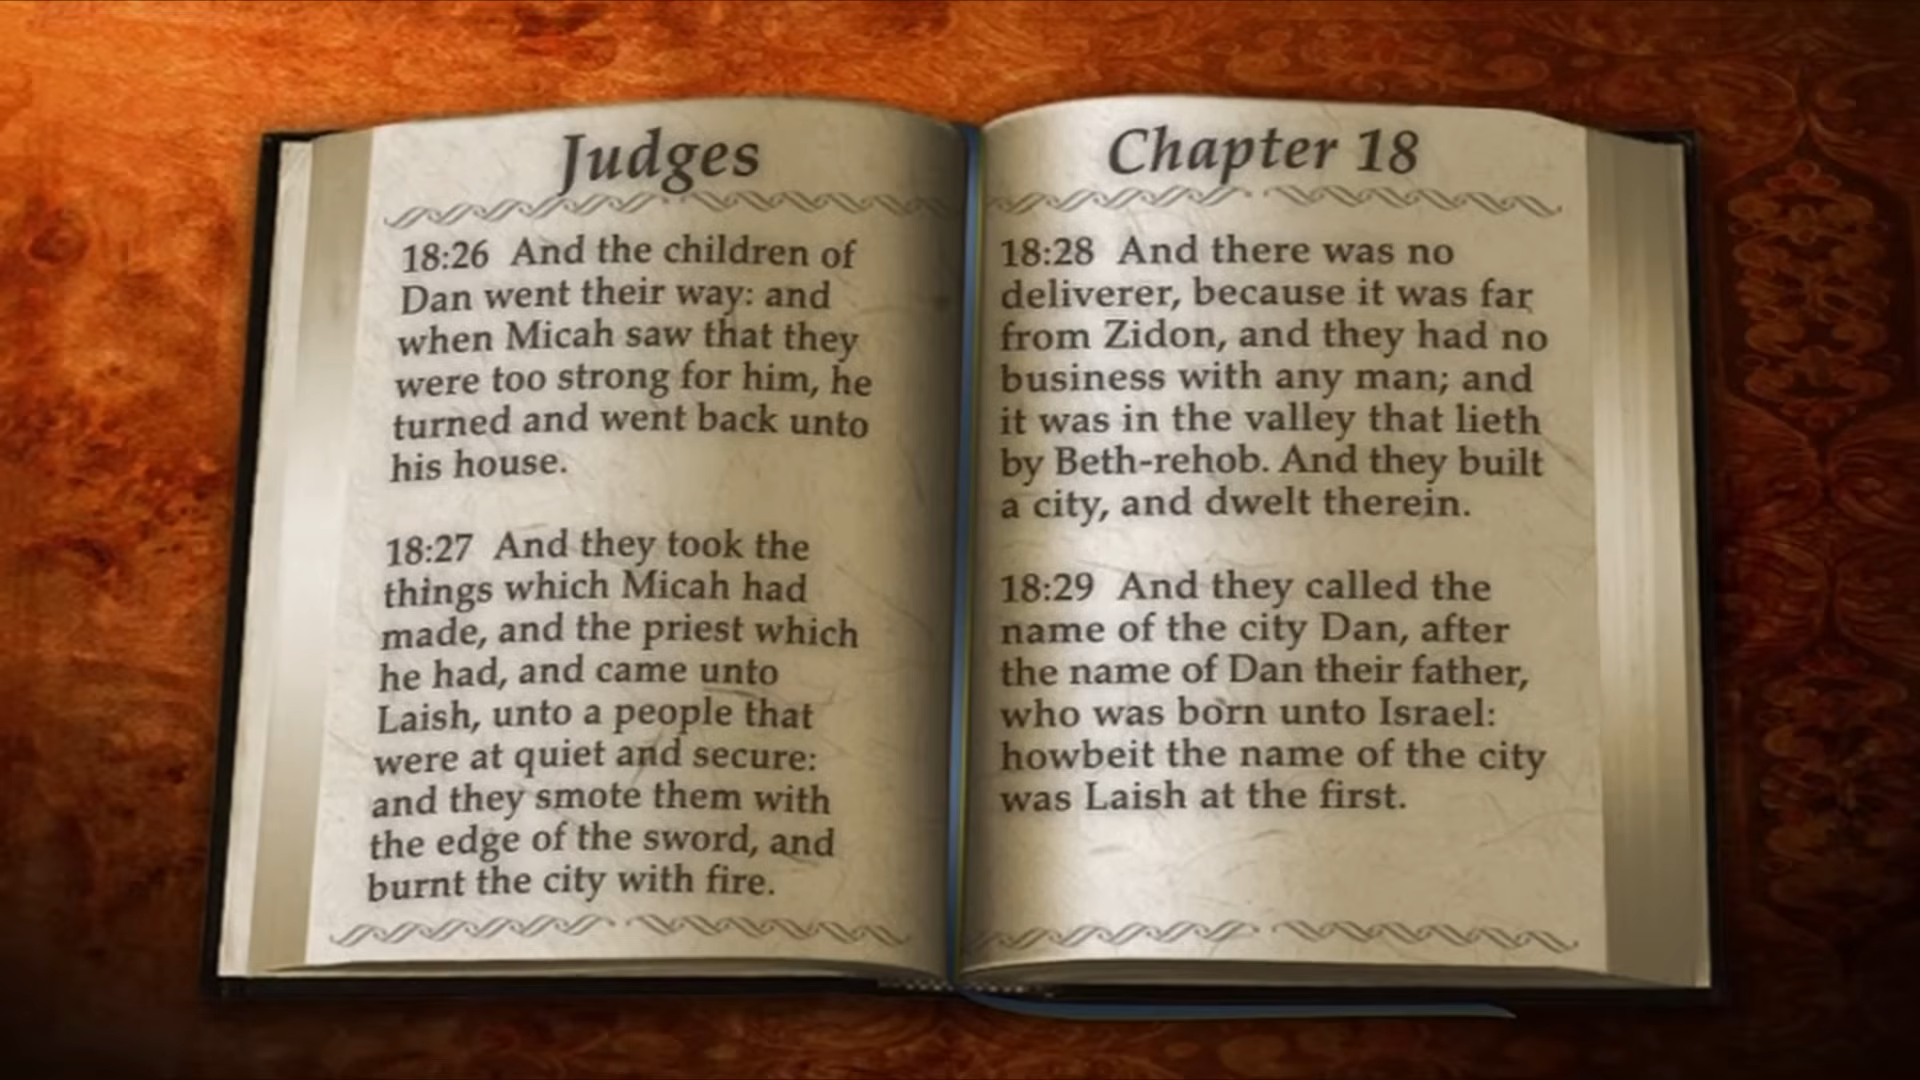 Judges
18:26 And the children of
Dan went their way: and
when Micah saw that they
were too strong for him, he
turned and went back unto
his house.
18:27 And they took the
things which Micah had
made, and the priest which
he had, and came unto
Laish, unto a people that
were at quiet and secure:
and they smote them with
the edge of the sword, and
burnt the city with fire.
Chapter 18
18:28 And there was no
deliverer, because it was far
from Zidon, and they had no
business with any man; and
it was in the valley that lieth
by Beth-rehob. And they built
a city, and dwelt therein.
18:29 And they called the
name of the city Dan, after
the name of Dan their father,
who was born unto Israel:
howbeit the name of the city
was Laish at the first.